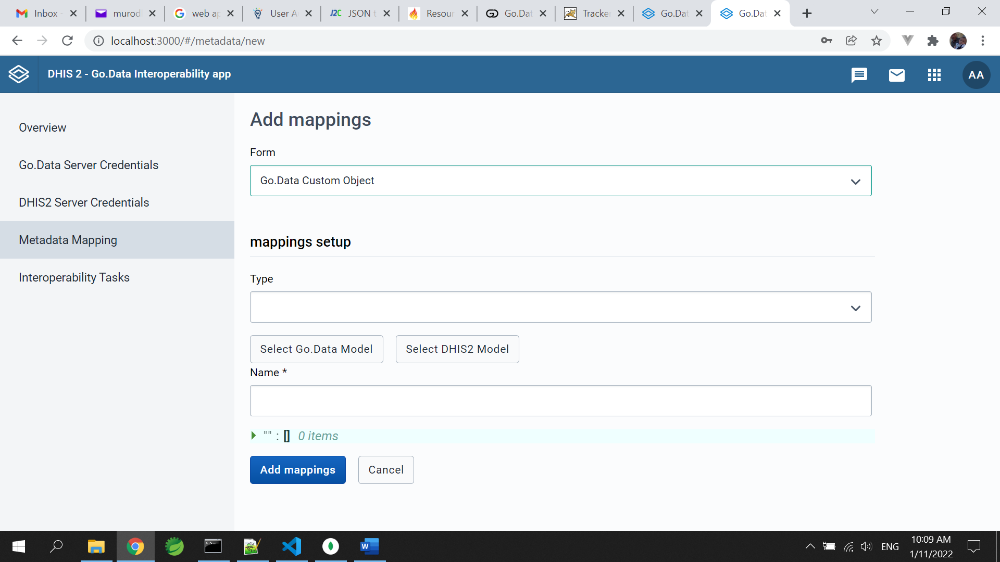 Inbox -
murodl
web ap
User A
J2C JSON t
Resour
Go.Dat
Tracker
Go.Dat
Go.Dat
localhost:3000/#/metadata/new
DHIS 2 - Go.Data Interoperability app
AA
Overview
Go.Data Server Credentials
DHIS2 Server Credentials
Metadata Mapping
Interoperability Tasks
Add mappings
Form
Go.Data Custom Object
mappings setup
Type
Select Go.Data Model
Select DHIS2 Model
Name *
"" : [] 0 items
Add mappings
Cancel
ENG
10:09 AM
1/11/2022